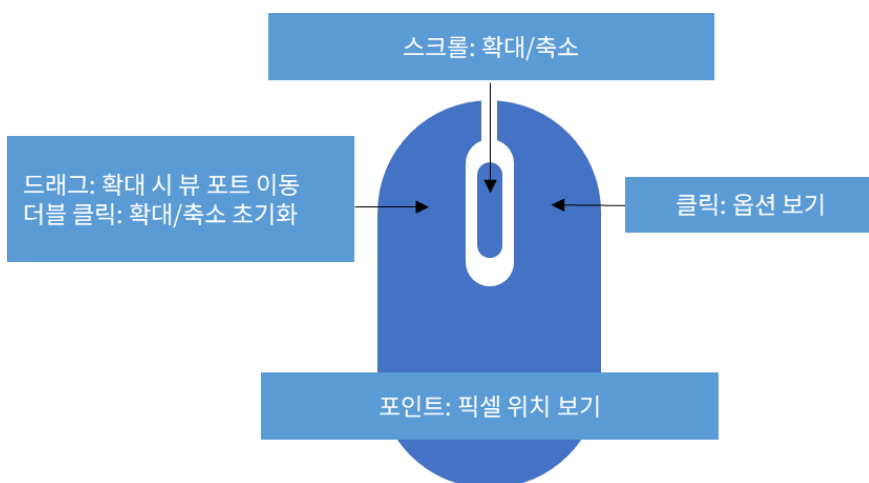 스크롤: 확대/축소
드래그: 확대 시 뷰 포트 이동
더블 클릭: 확대/축소 초기화
클릭: 옵션 보기
포인트: 픽셀 위치 보기